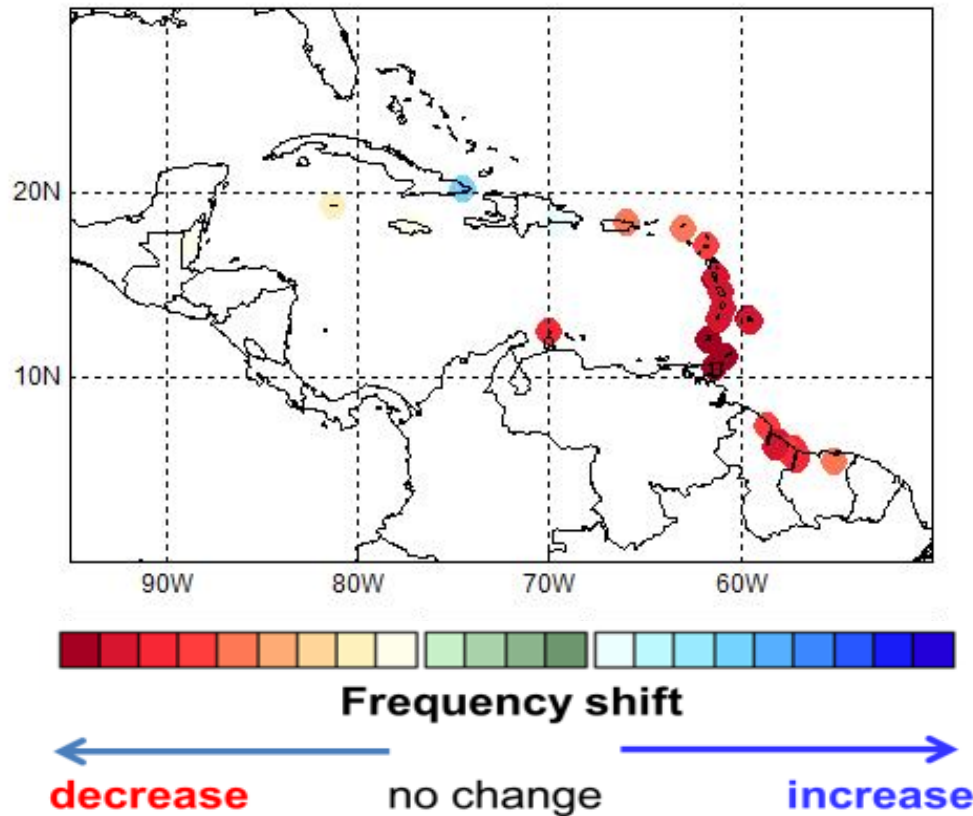 20N
10N
90W 80W 70W 60W
Frequency shift
decrease no change increase